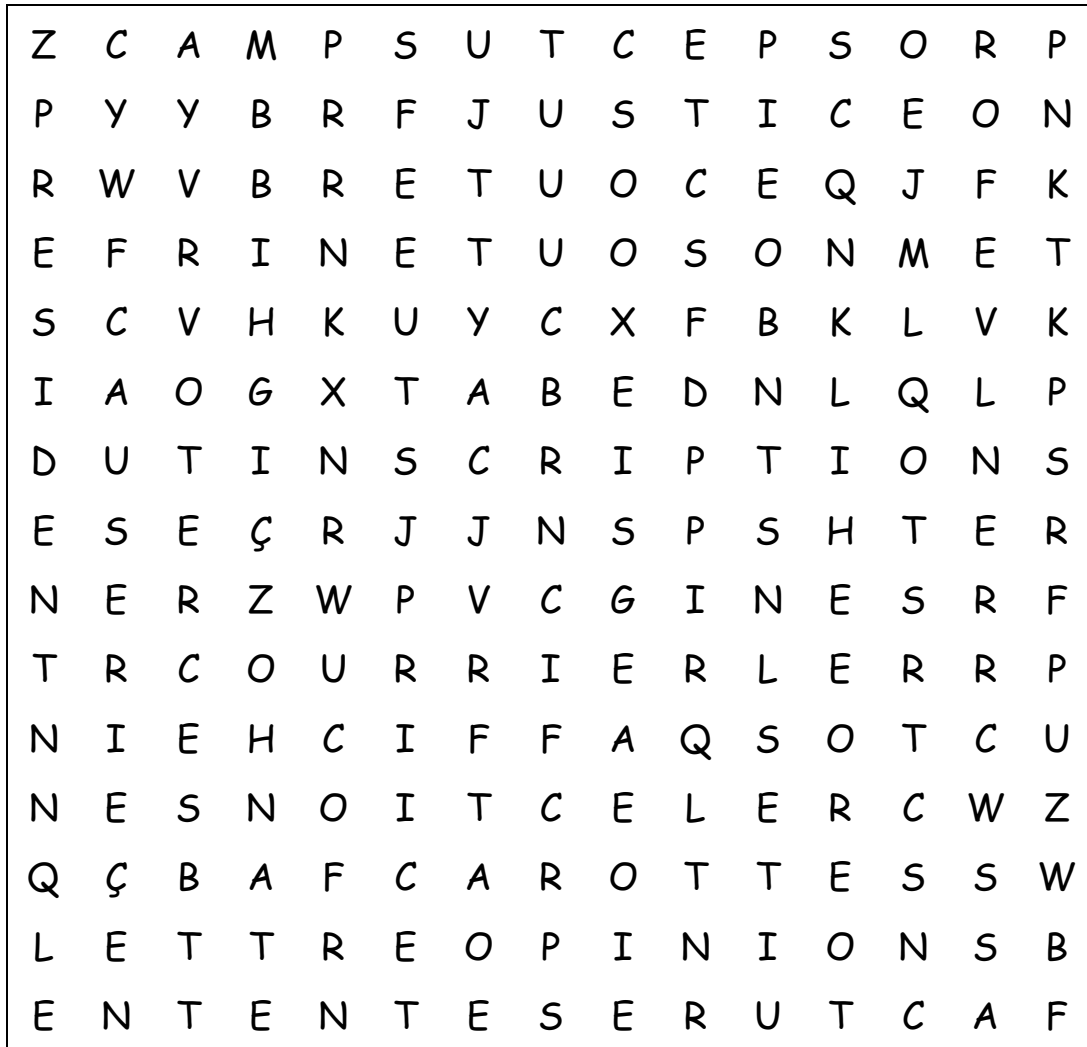 Z C A M P S U T C E P S O R P
P Y Y B R F J U S T I C E O N
R W V B R E T U O C E Q J F K
E F R I N E T U O S O N M E T
S C V H K U Y C X F B K L V K
I A O G X T A B E D N L Q L P
D U T I N S C R I P T I O N S
E S E Ç R J J N S P S H T E R
N E R Z W P V C G I N E S R F
T R C O U R R I E R L E R R P
N I E H C I F F A Q S O T C U
N E S N O I T C E L E R C W Z
Q Ç B A F C A R O T T E S S W
L E T T R E O P I N I O N S B
E N T E N T E S E R U T C A F